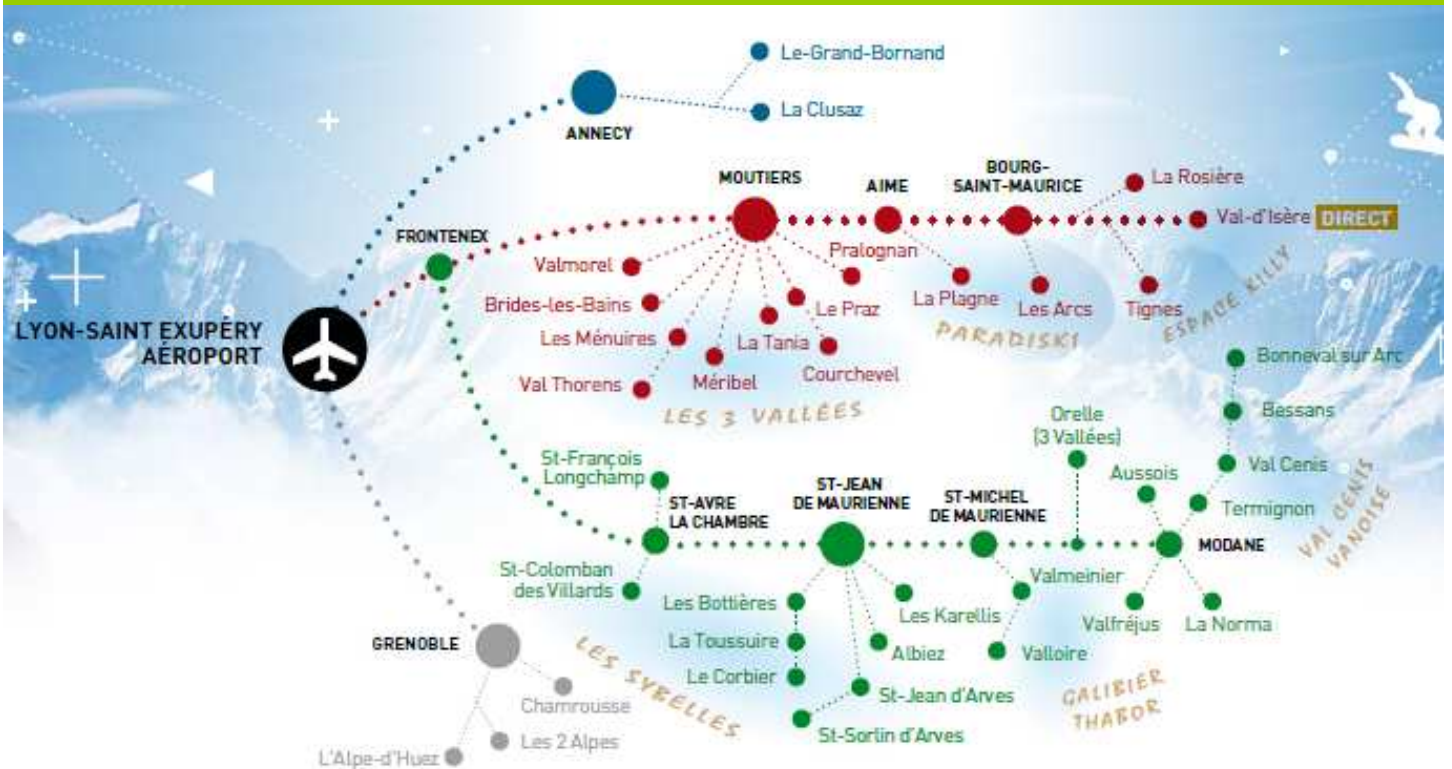 Le-Grand-Bornand
La Clusaz
ANNECY
MOUTIERS
AIME
BOURG-
SAINT-MAURICE
La Rosière
Val-d'Isère DIRECT
FRONTENEX
Valmorel
Pralognan
Brides-les-Bains
Le Praz
La Plagne
Les Arcs
Tignes
ESPACE KILLY
PARADISKI
LYON-SAINT EXUPÉRY
AÉROPORT
Les Ménuires
La Tania
Val Thorens
Méribel
Courchevel
LES 3 VALLÉES
Bonneval sur Arc
Bessans
Orelle
(3 Vallées)
Aussois
Val Cenis
Termignon
VAL CENIS
VANOISE
St-François
Longchamp
ST-AVRE
LA CHAMBRE
ST-JEAN
DE MAURIENNE
ST-MICHEL
DE MAURIENNE
MODANE
St-Colomban
des Villards
Les Bottières
Les Karellis
Valmeinier
Valfréjus
La Norma
La Toussuire
Albiez
Valloire
Le Corbier
St-Jean d'Arves
St-Sorlin d'Arves
LES SYBELLES
GALIBIER
THABOR
GRENOBLE
Chamrousse
Les 2 Alpes
L'Alpe-d'Huez